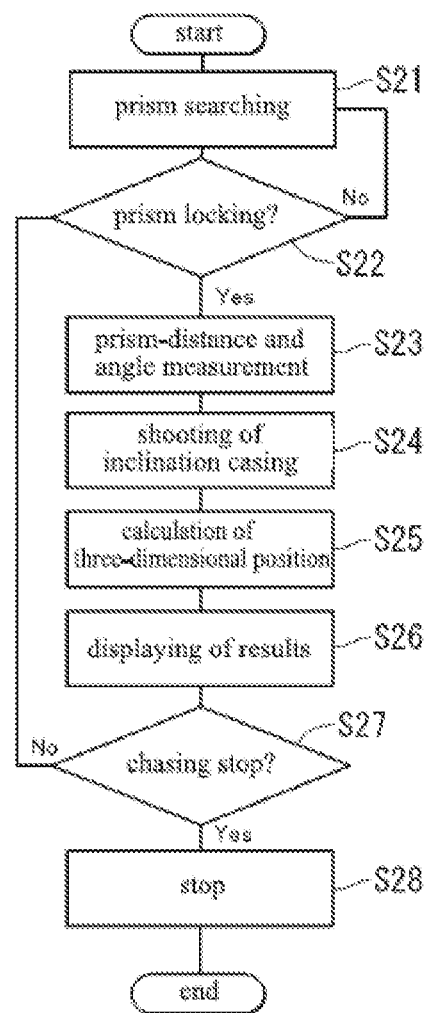 start
S21
prism searching
No
prism locking?
S22
Yes
prism-distance and
angle measurement
S23
shooting of
inclination casing
S24
calculation of
three-dimensional position
S25
displaying of results
S26
S27
No
chasing stop?
Yes
stop
S28
end